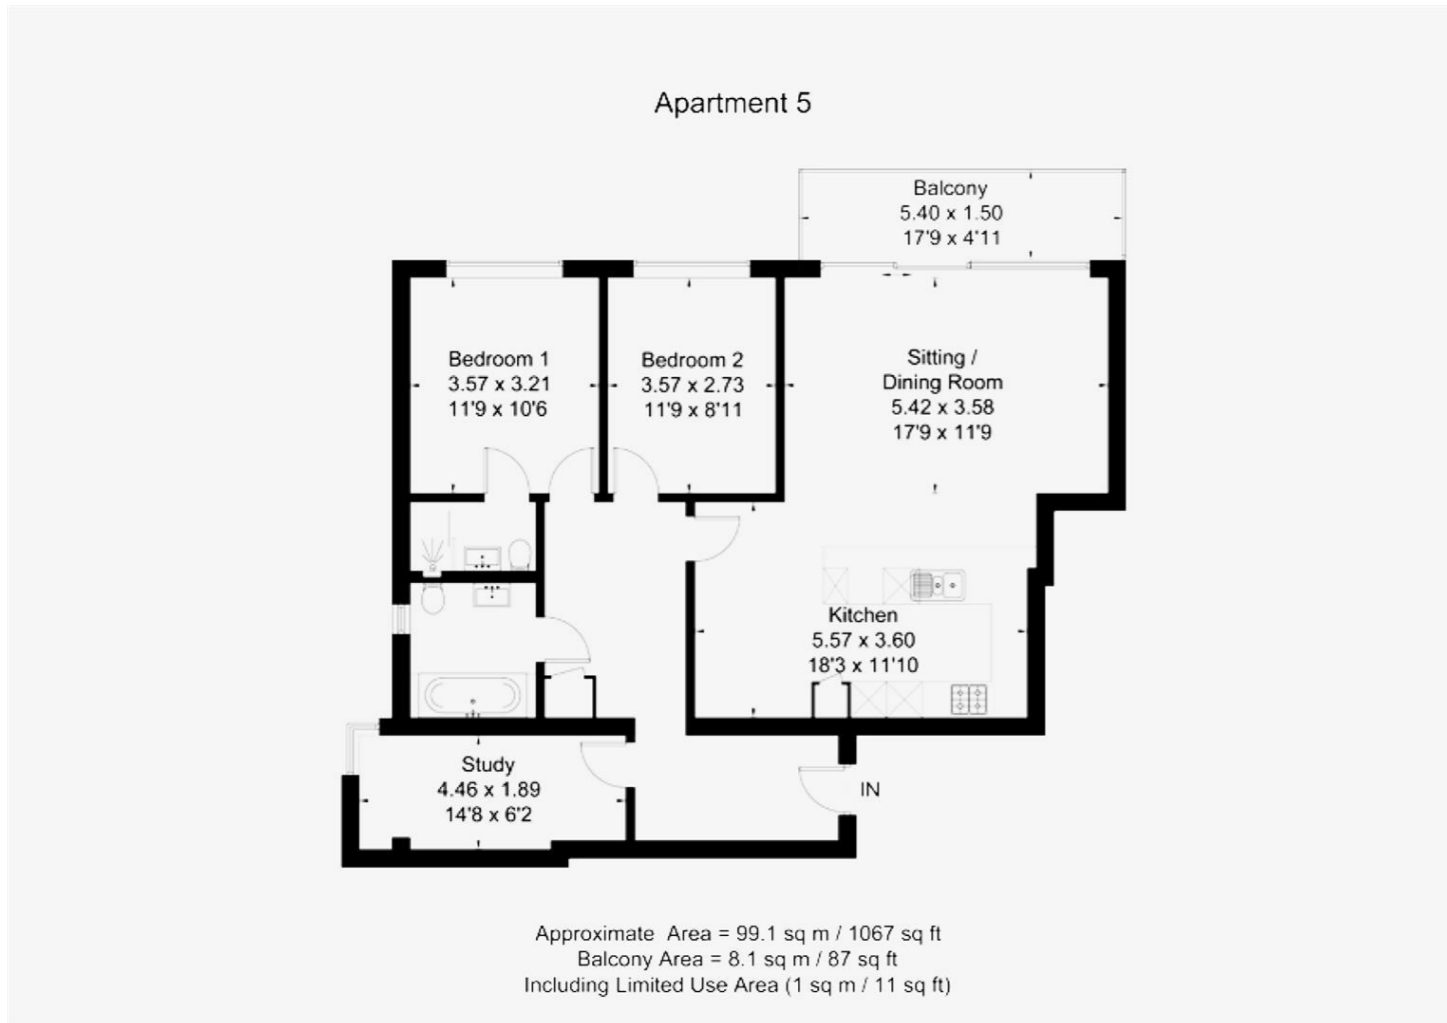 Apartment 5
Balcony
5.40 x 1.50
17'9 x 4'11
Bedroom 1
3.57 x 3.21
11'9 x 10'6
Bedroom 2
3.57 x 2.73
11'9 x 8'11
Sitting /
Dining Room
5.42 x 3.58
17'9 x 11'9
Kitchen
5.57 x 3.60
18'3 x 11'10
Study
4.46 x 1.89
14'8 x 6'2
IN
Approximate Area = 99.1 sq m / 1067 sq ft
Balcony Area = 8.1 sq m / 87 sq ft
Including Limited Use Area (1 sq m / 11 sq ft)